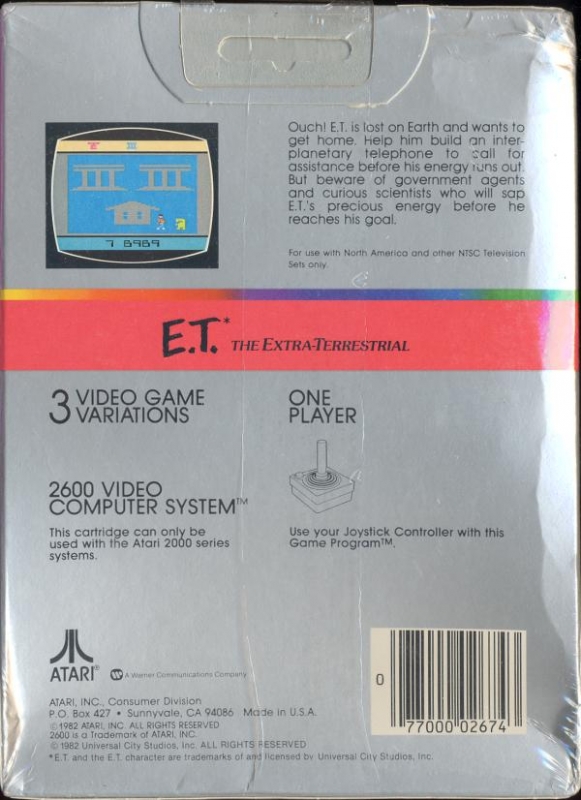 Ouch! E.T. is lost on Earth and wants to
get home. Help him build an inter-
planetary telephone to call for
assistance before his energy runs out.
But beware of government agents
and curious scientists who will sap
E.T.'s precious energy before he
reaches his goal.
For use with North America and other NTSC Television
Sets only.
7 8989
E.T.* THE EXTRA-TERRESTRIAL
3 VIDEO GAME
VARIATIONS
ONE
PLAYER
2600 VIDEO
COMPUTER SYSTEM™
This cartridge can only be
used with the Atari 2000 series
systems.
Use your Joystick Controller with this
Game Program™.
ATARI®
A Warner Communications Company
ATARI, INC., Consumer Division
P.O. Box 427 • Sunnyvale, CA 94086 Made in U.S.A.
© 1982 ATARI, INC. ALL RIGHTS RESERVED
2600 is a Trademark of ATARI, INC.
© 1982 Universal City Studios, Inc. ALL RIGHTS RESERVED
*E.T. and the E.T. character are trademarks of and licensed by Universal City Studios, Inc.
0 77000 02674